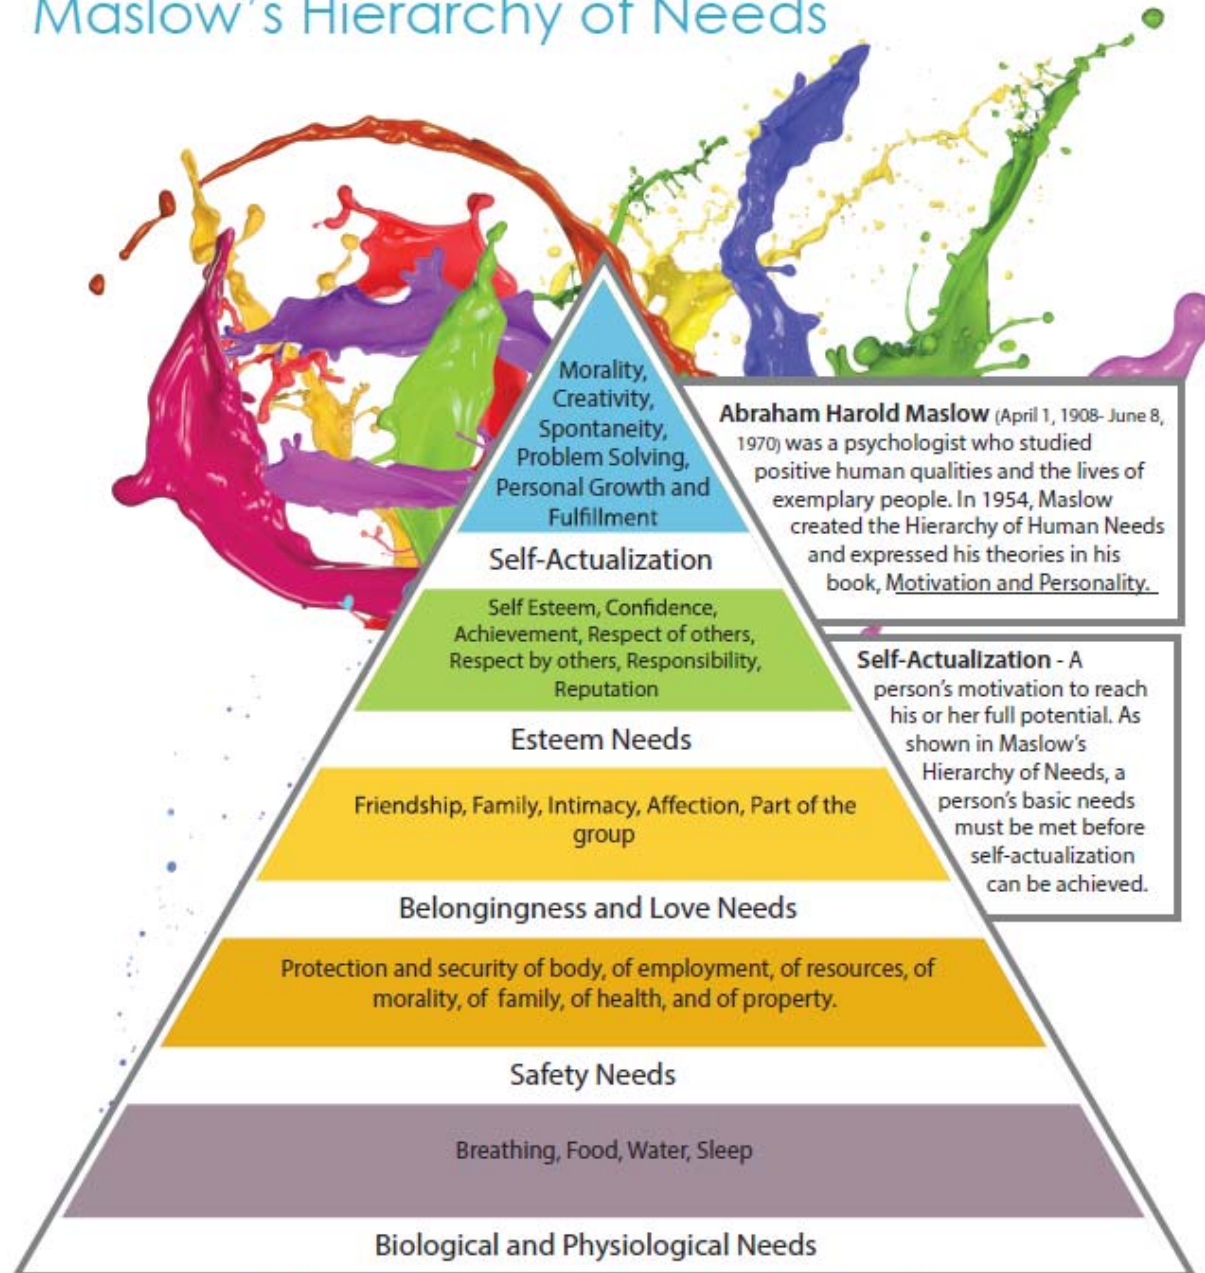 Maslow's Hierarchy of Needs
Morality,
Creativity,
Spontaneity,
Problem Solving,
Personal Growth and
Fulfillment
Self-Actualization
Self Esteem, Confidence,
Achievement, Respect of others,
Respect by others, Responsibility,
Reputation
Esteem Needs
Friendship, Family, Intimacy, Affection, Part of the
group
Belongingness and Love Needs
Protection and security of body, of employment, of resources, of
morality, of family, of health, and of property.
Safety Needs
Breathing, Food, Water, Sleep
Biological and Physiological Needs
Abraham Harold Maslow (April 1, 1908- June 8,
1970) was a psychologist who studied
positive human qualities and the lives of
exemplary people. In 1954, Maslow
created the Hierarchy of Human Needs
and expressed his theories in his
book, Motivation and Personality.
Self-Actualization - A
person's motivation to reach
his or her full potential. As
shown in Maslow's
Hierarchy of Needs, a
person's basic needs
must be met before
self-actualization
can be achieved.